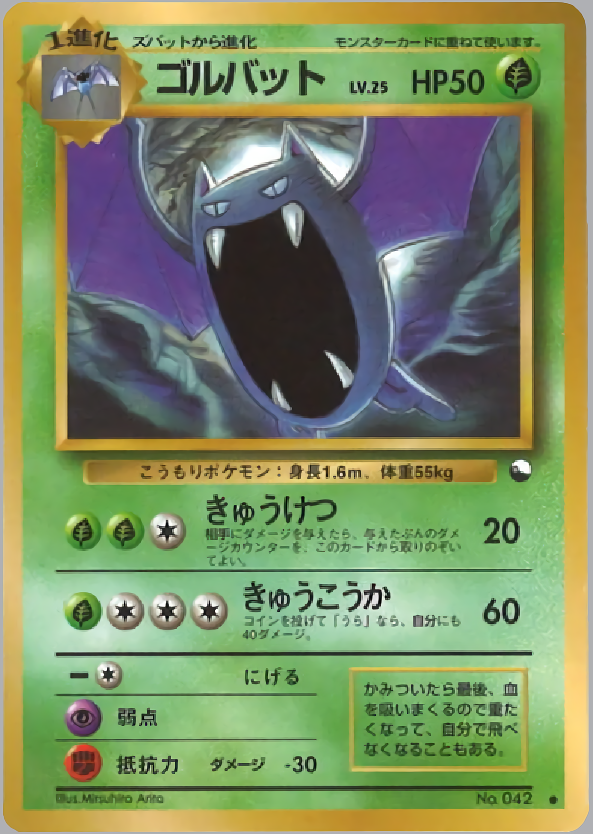 1進化 ズバットから進化 モンスターカードに重ねて使います。
ゴルバット LV.25 HP50
こうもりポケモン：身長1.6m、体重55kg
きゅうけつ 20
相手にダメージを与えたら、与えたぶんのダメ
ージカウンターを、このカードから取りのぞい
てよい。
きゅうこうか 60
コインを投げて「うら」なら、自分にも
40ダメージ。
にげる
弱点
抵抗力 ダメージ -30
かみついたら最後、血
を吸いまくるので重た
くなって、自分で飛べ
なくなることもある。
Illus.Mitsuhiro Arita No.042 ●